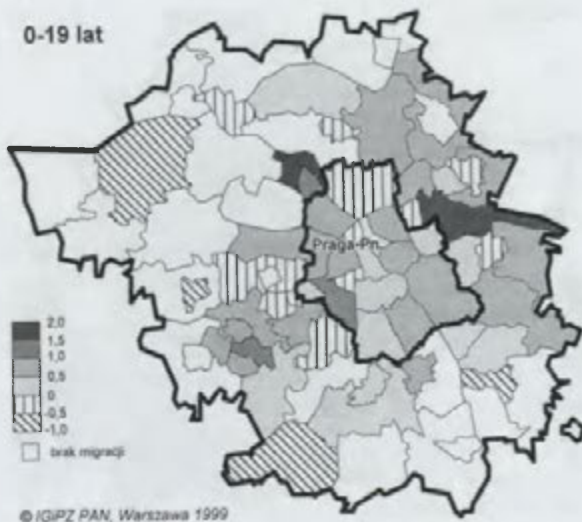 0-19 lat
Praga-Pn.
2,0
1,5
1,0
0,5
0
-0,5
-1,0
brak migracji
© IGiPZ PAN, Warszawa 1999